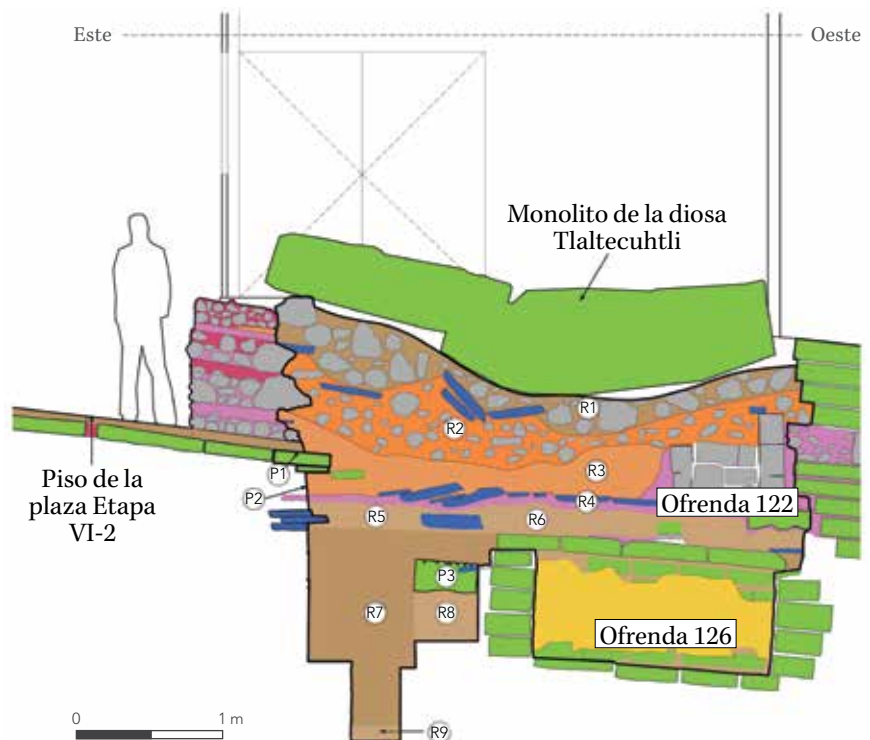 Este
Oeste
Monolito de la diosa
Tlaltecuhtli
R1
R2
P1
R3
Piso de la
plaza Etapa
VI-2
P2
R4
Ofrenda 122
R5
R6
P3
R7
R8
Ofrenda 126
0
1 m
R9